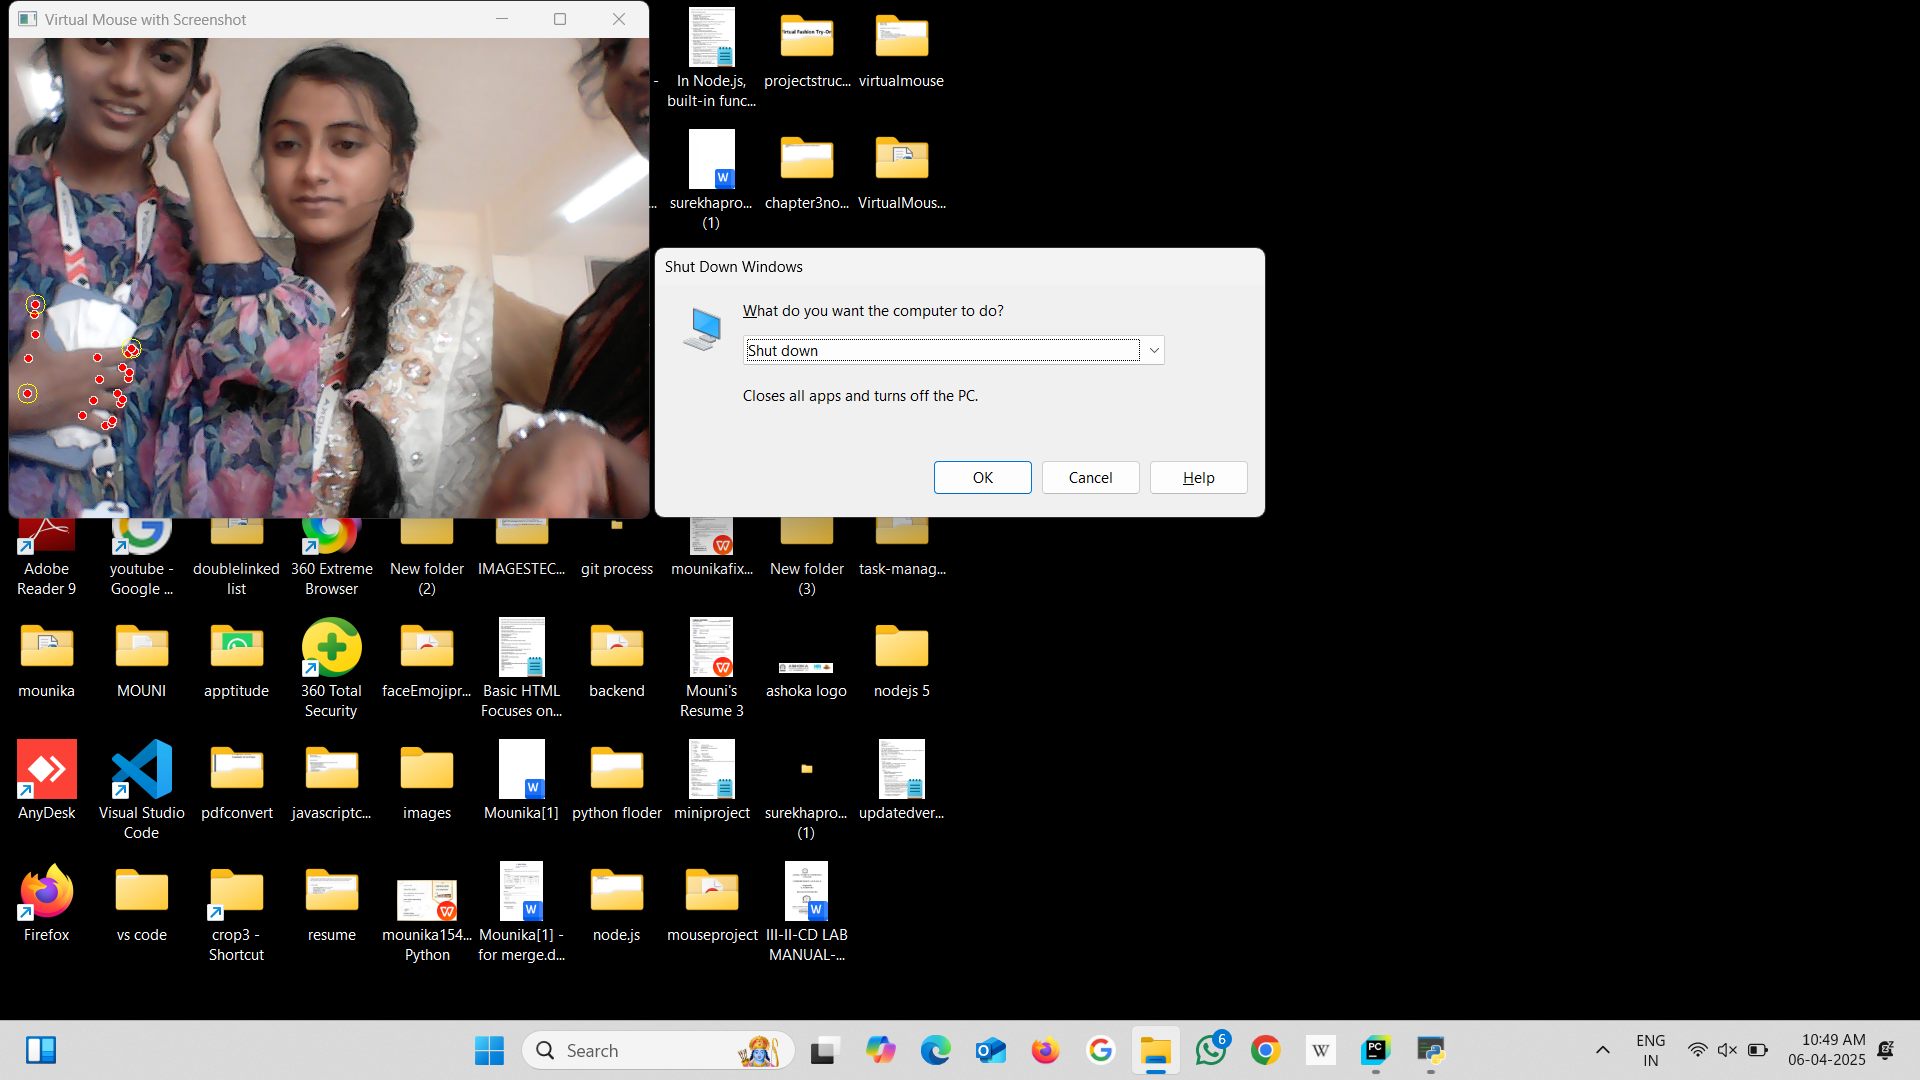 Virtual Mouse with Screenshot
In Node.js,
built-in func...
projectstruc...
virtualmouse
surekhapro...
(1)
chapter3no...
VirtualMous...
Shut Down Windows
What do you want the computer to do?
Shut down
Closes all apps and turns off the PC.
OK
Cancel
Help
Adobe
Reader 9
youtube -
Google ...
doublelinked
list
360 Extreme
Browser
New folder
(2)
IMAGESTEC...
git process
mounikafix...
New folder
(3)
task-manag...
mounika
MOUNI
apptitude
360 Total
Security
faceEmojipr...
Basic HTML
Focuses on...
backend
Mouni's
Resume 3
ashoka logo
nodejs 5
AnyDesk
Visual Studio
Code
pdfconvert
javascriptc...
images
Mounika[1]
python floder
miniproject
surekhapro...
(1)
updatedver...
Firefox
vs code
crop3 -
Shortcut
resume
mounika154...
Python
Mounika[1] -
for merge.d...
node.js
mouseproject
III-II-CD LAB
MANUAL-...
Search
6
ENG
IN
10:49 AM
06-04-2025